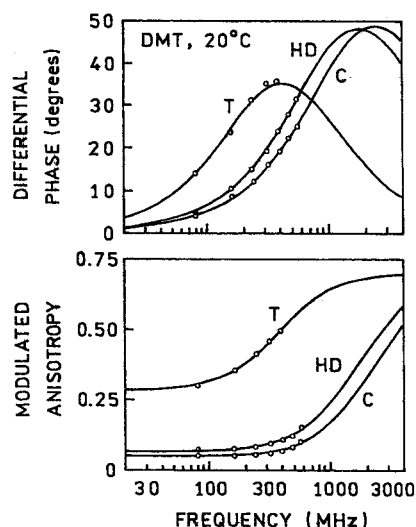 DIFFERENTIAL
PHASE (degrees)
50
40
30
20
10
0
DMT, 20°C
T
HD
C
MODULATED
ANISOTROPY
0.75
0.50
0.25
0
T
HD
C
30 100 300 1000 3000
FREQUENCY (MHz)